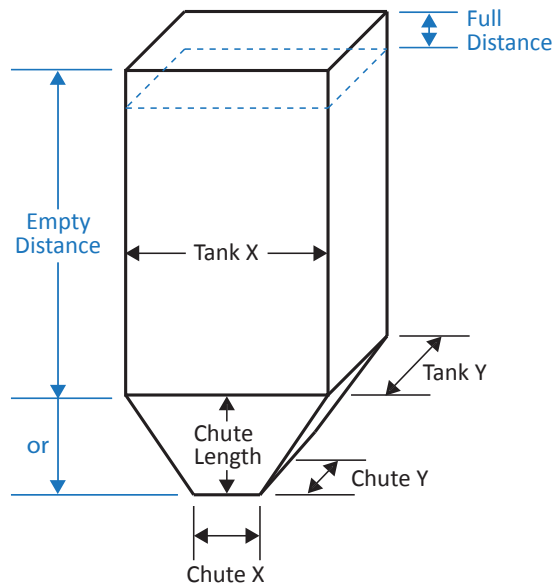 Full
Distance
Empty
Distance
Tank X
Tank Y
Chute
Length
or
Chute Y
Chute X